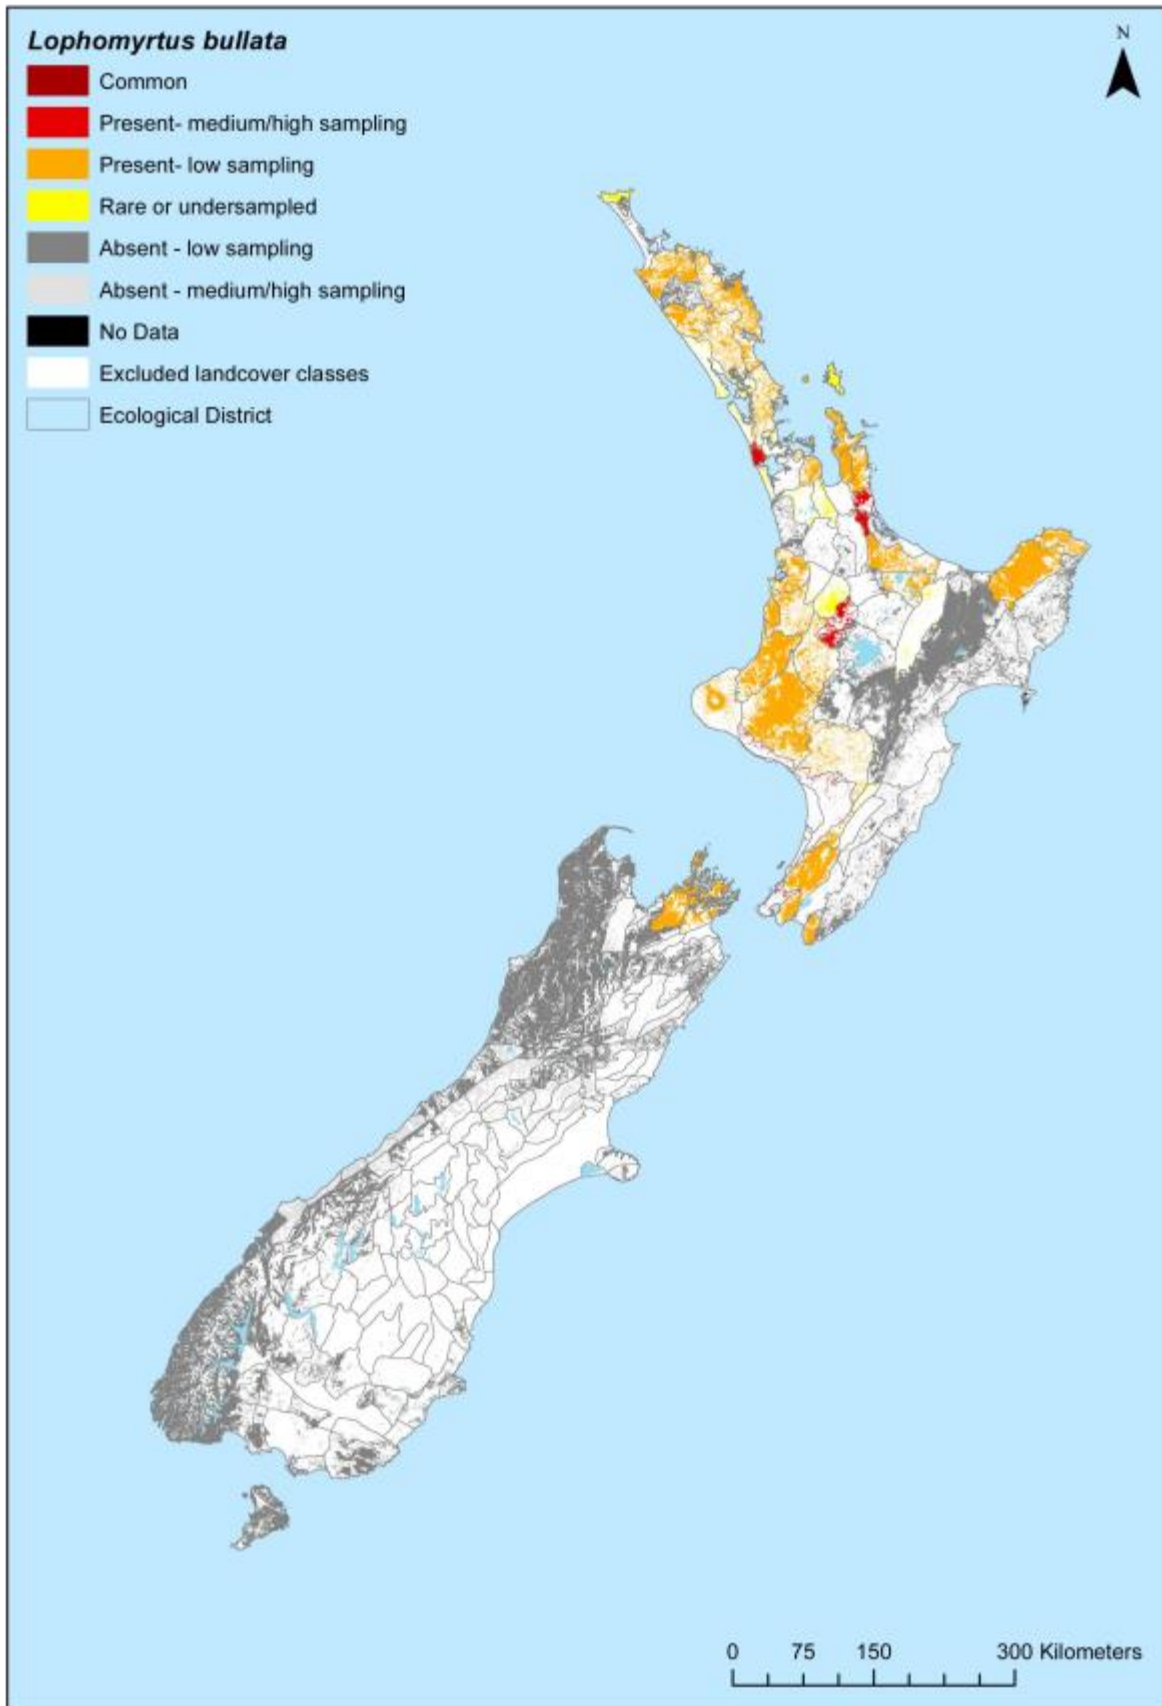 Lophomyrtus bullata
N
Common
Present- medium/high sampling
Present- low sampling
Rare or undersampled
Absent - low sampling
Absent - medium/high sampling
No Data
Excluded landcover classes
Ecological District
0 75 150 300 Kilometers